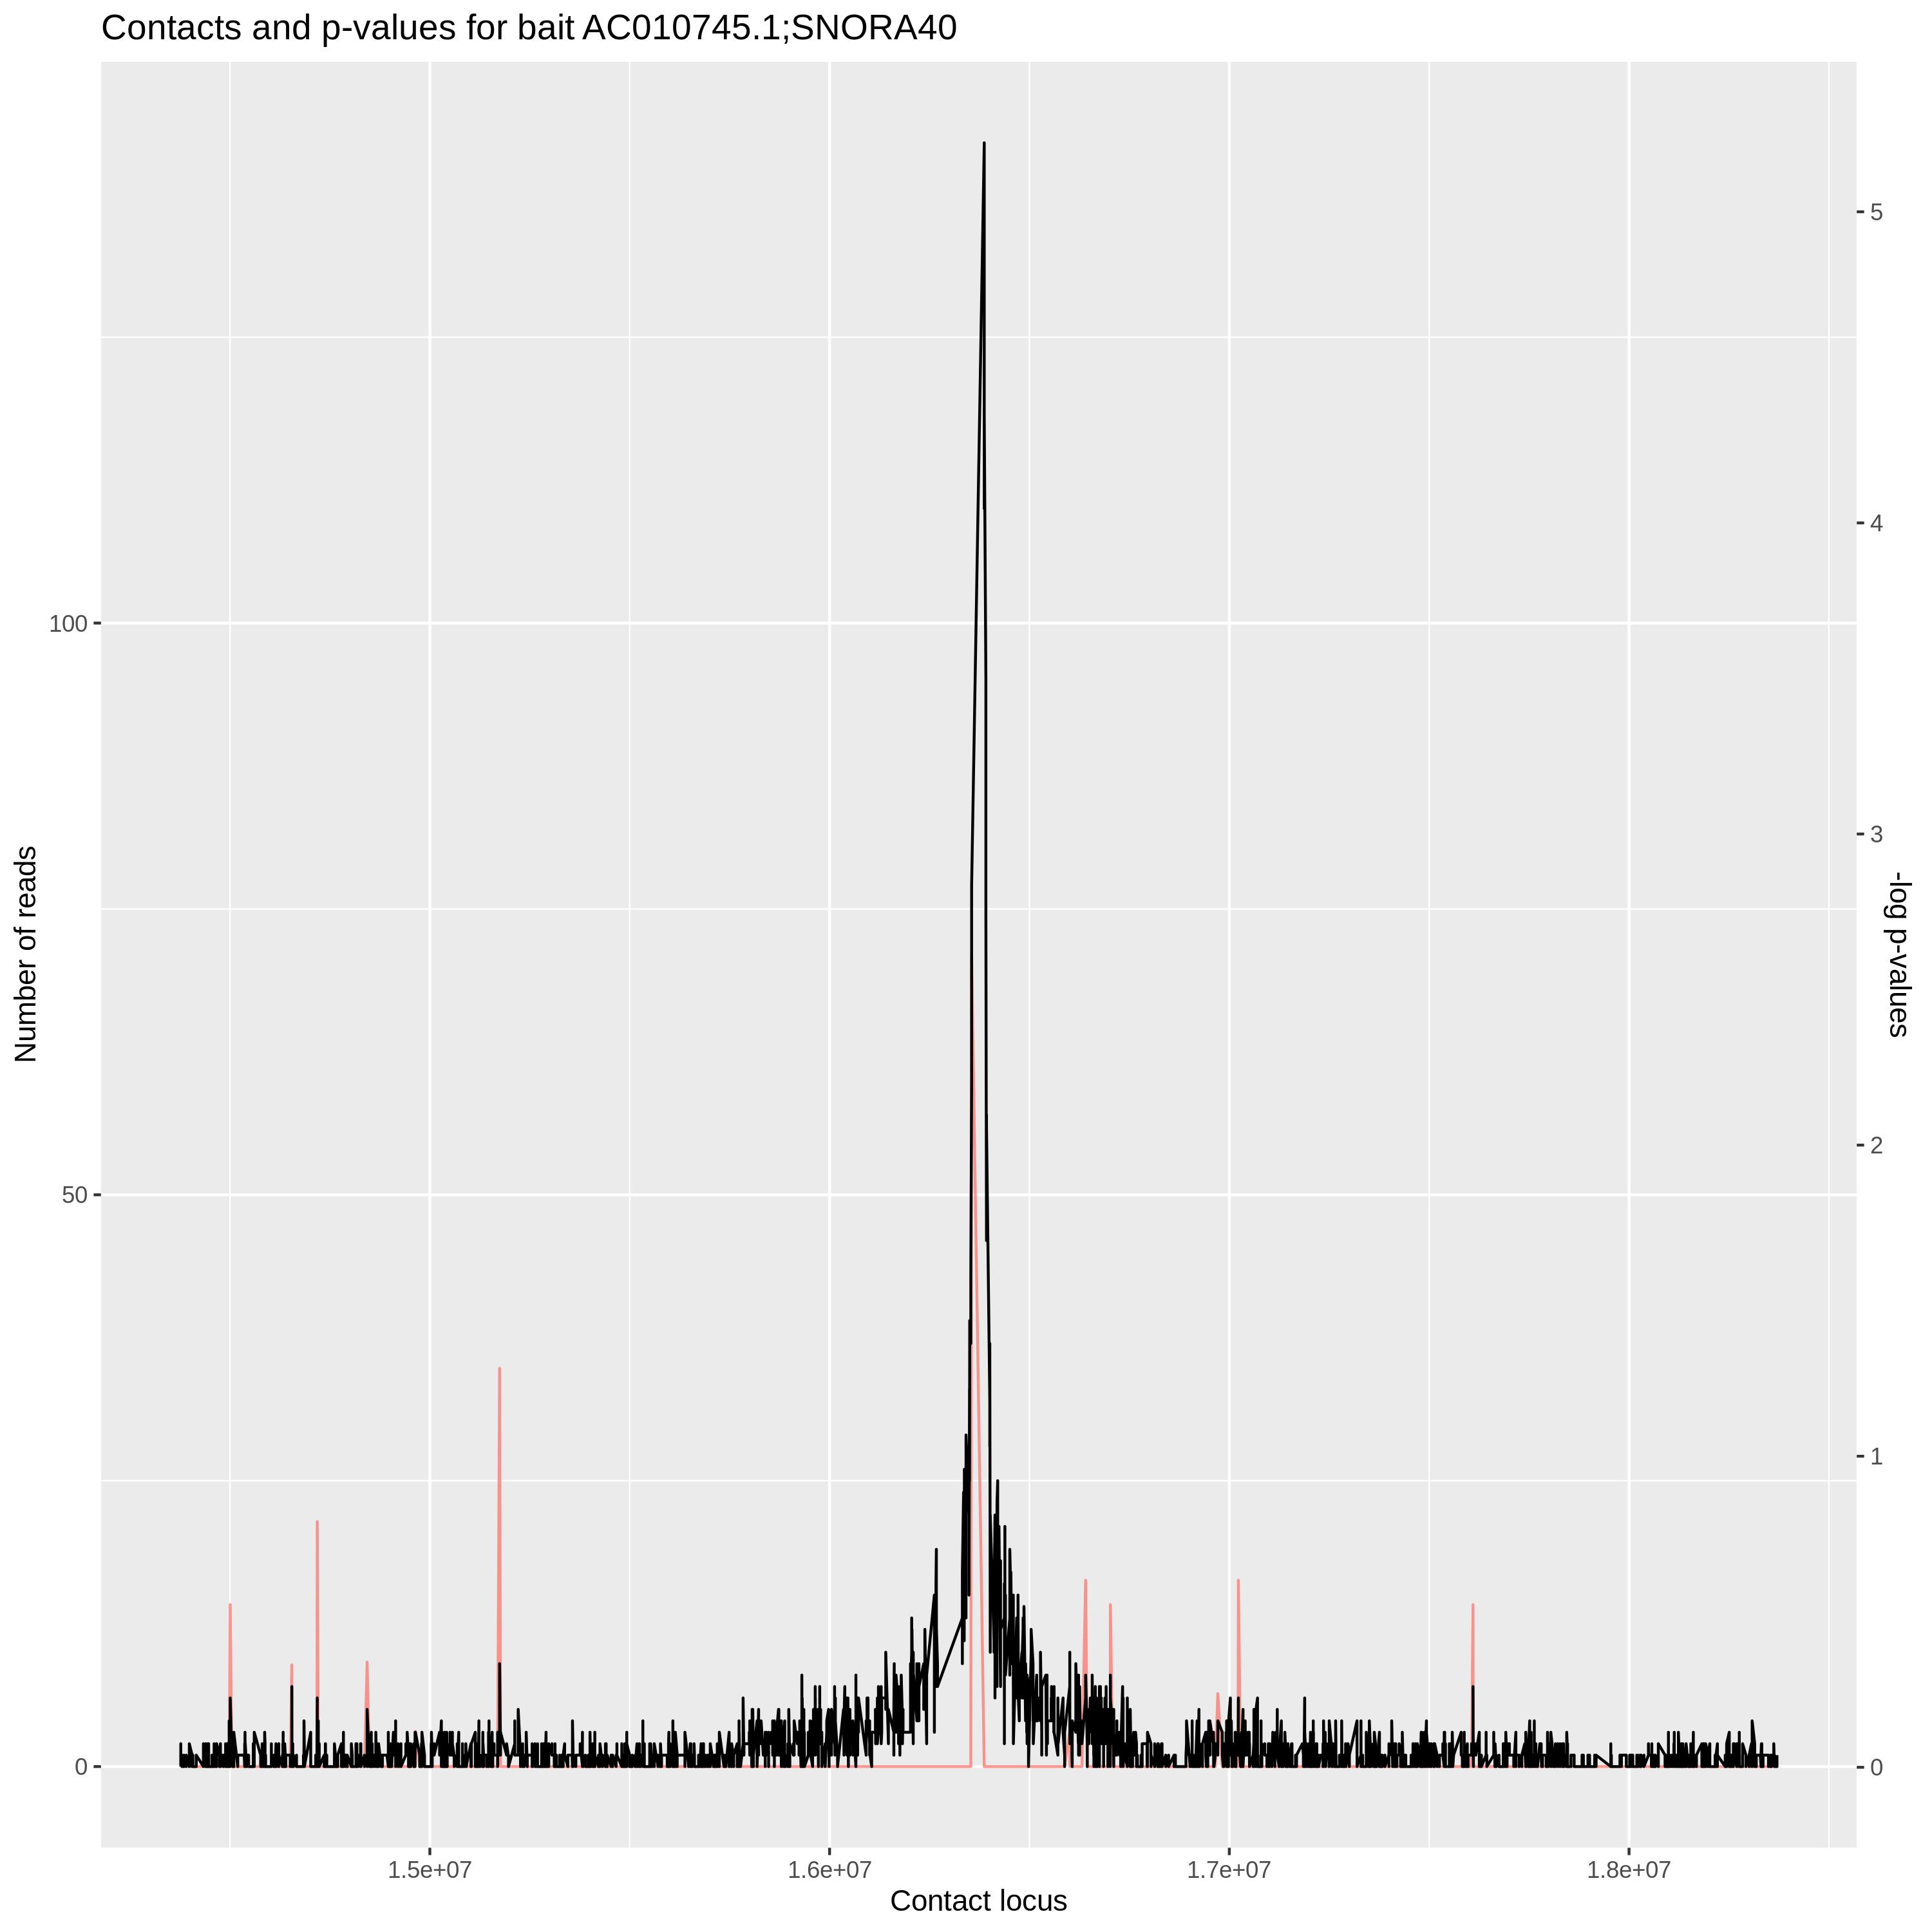 Contacts and p-values for bait AC010745.1;SNORA40
5
4
100
3
Number of reads
-log p-values
2
50
1
0
0
1.5e+07 1.6e+07 1.7e+07 1.8e+07
Contact locus